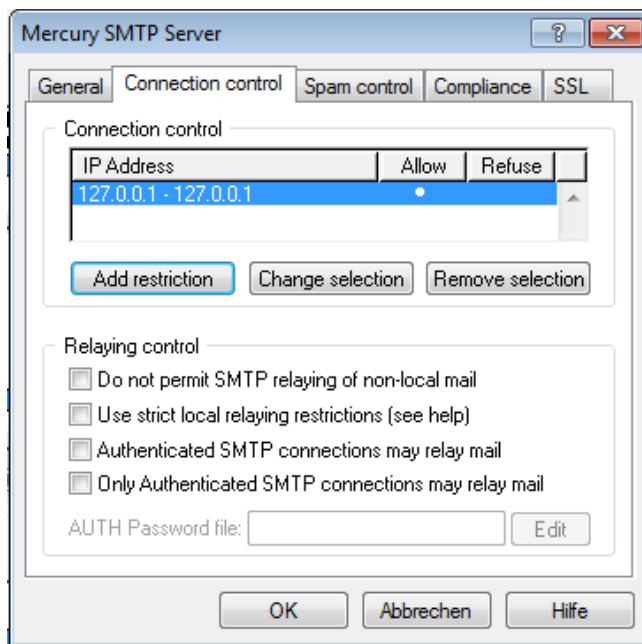 Mercury SMTP Server
General Connection control Spam control Compliance SSL
Connection control
IP Address Allow Refuse
127.0.0.1 - 127.0.0.1
Add restriction Change selection Remove selection
Relaying control
Do not permit SMTP relaying of non-local mail
Use strict local relaying restrictions (see help)
Authenticated SMTP connections may relay mail
Only Authenticated SMTP connections may relay mail
AUTH Password file: Edit
OK Abbrechen Hilfe